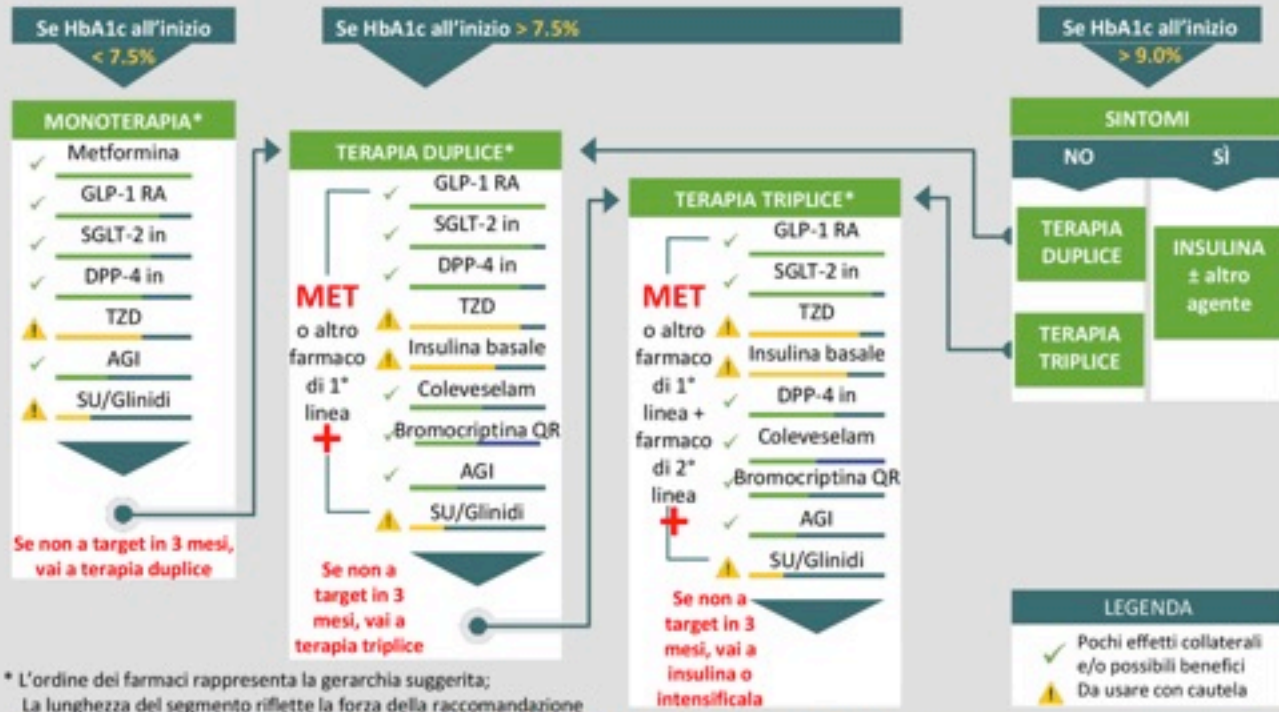 Se HbA1c all'inizio
< 7.5%
Se HbA1c all'inizio > 7.5%
Se HbA1c all'inizio
> 9.0%
MONOTERAPIA*
Metformina
GLP-1 RA
SGLT-2 in
DPP-4 in
TZD
AGI
SU/Glinidi
Se non a target in 3 mesi,
vai a terapia duplice
TERAPIA DUPLICE*
MET
o altro
farmaco
di 1°
linea
+
GLP-1 RA
SGLT-2 in
DPP-4 in
TZD
Insulina basale
Coleveselam
Bromocriptina QR
AGI
SU/Glinidi
Se non a
target in 3
mesi, vai a
terapia triplice
TERAPIA TRIPLICE*
MET
o altro
farmaco
di 1°
linea +
farmaco
di 2°
linea
+
GLP-1 RA
SGLT-2 in
TZD
Insulina basale
DPP-4 in
Coleveselam
Bromocriptina QR
AGI
SU/Glinidi
Se non a
target in 3
mesi, vai a
insulina o
intensificala
SINTOMI
NO
SÌ
TERAPIA
DUPLICE
TERAPIA
TRIPLICE
INSULINA
± altro
agente
LEGENDA
Pochi effetti collaterali
e/o possibili benefici
Da usare con cautela
* L'ordine dei farmaci rappresenta la gerarchia suggerita;
La lunghezza del segmento riflette la forza della raccomandazione